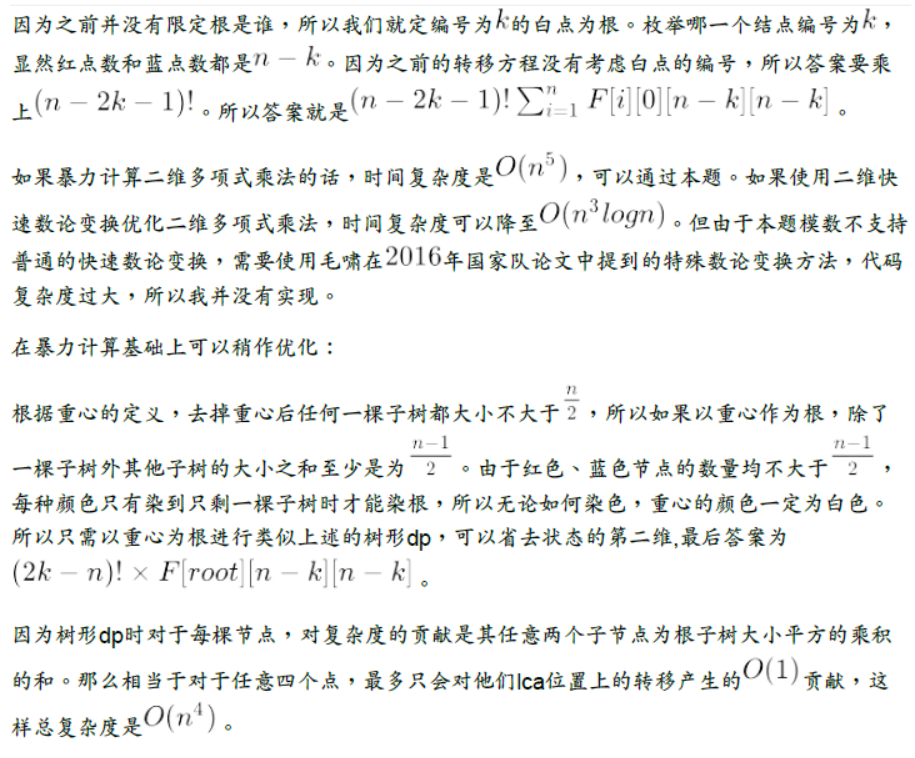 因为之前并没有限定根是谁，所以我们就定编号为k的白点为根。枚举哪一个结点编号为k，
显然红点数和蓝点数都是n − k。因为之前的转移方程没有考虑白点的编号，所以答案要乘
上(n − 2k − 1)!。所以答案就是(n − 2k − 1)! ∑_{i=1}^{n} F[i][0][n − k][n − k] 。
如果暴力计算二维多项式乘法的话，时间复杂度是O(n^5)，可以通过本题。如果使用二维快
速数论变换优化二维多项式乘法，时间复杂度可以降至O(n^3logn)。但由于本题模数不支持
普通的快速数论变换，需要使用毛啸在2016年国家队论文中提到的特殊数论变换方法，代码
复杂度过大，所以我并没有实现。
在暴力计算基础上可以稍作优化：
根据重心的定义，去掉重心后任何一棵子树都大小不大于n/2，所以如果以重心作为根，除了
一棵子树外其他子树的大小之和至少是为(n−1)/2。由于红色、蓝色节点的数量均不大于(n−1)/2，
每种颜色只有染到只剩一棵子树时才能染根，所以无论如何染色，重心的颜色一定为白色。
所以只需以重心为根进行类似上述的树形dp，可以省去状态的第二维,最后答案为
(2k − n)! × F[root][n − k][n − k] 。
因为树形dp时对于每棵节点，对复杂度的贡献是其任意两个子节点为根子树大小平方的乘积
的和。那么相当于对于任意四个点，最多只会对他们lca位置上的转移产生的O(1)贡献，这
样总复杂度是O(n^4)。